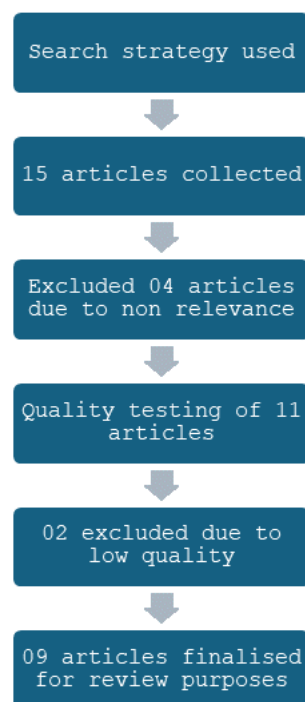 Search strategy used
15 articles collected
Excluded 04 articles
due to non relevance
Quality testing of 11
articles
02 excluded due to
low quality
09 articles finalised
for review purposes